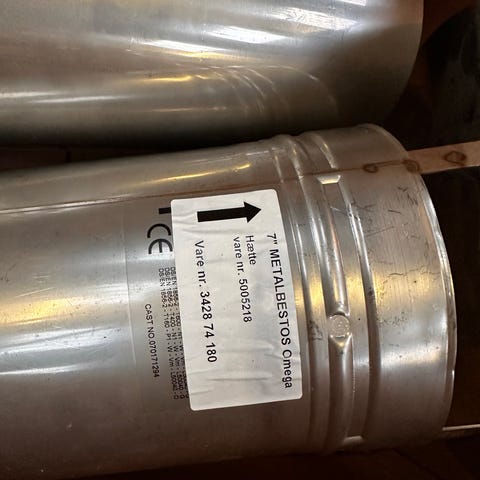 7" METALBESTOS Omega
Hætte
vare nr. 5005218
Vare nr. 3428 74 180
CE
CAST NO.070171294